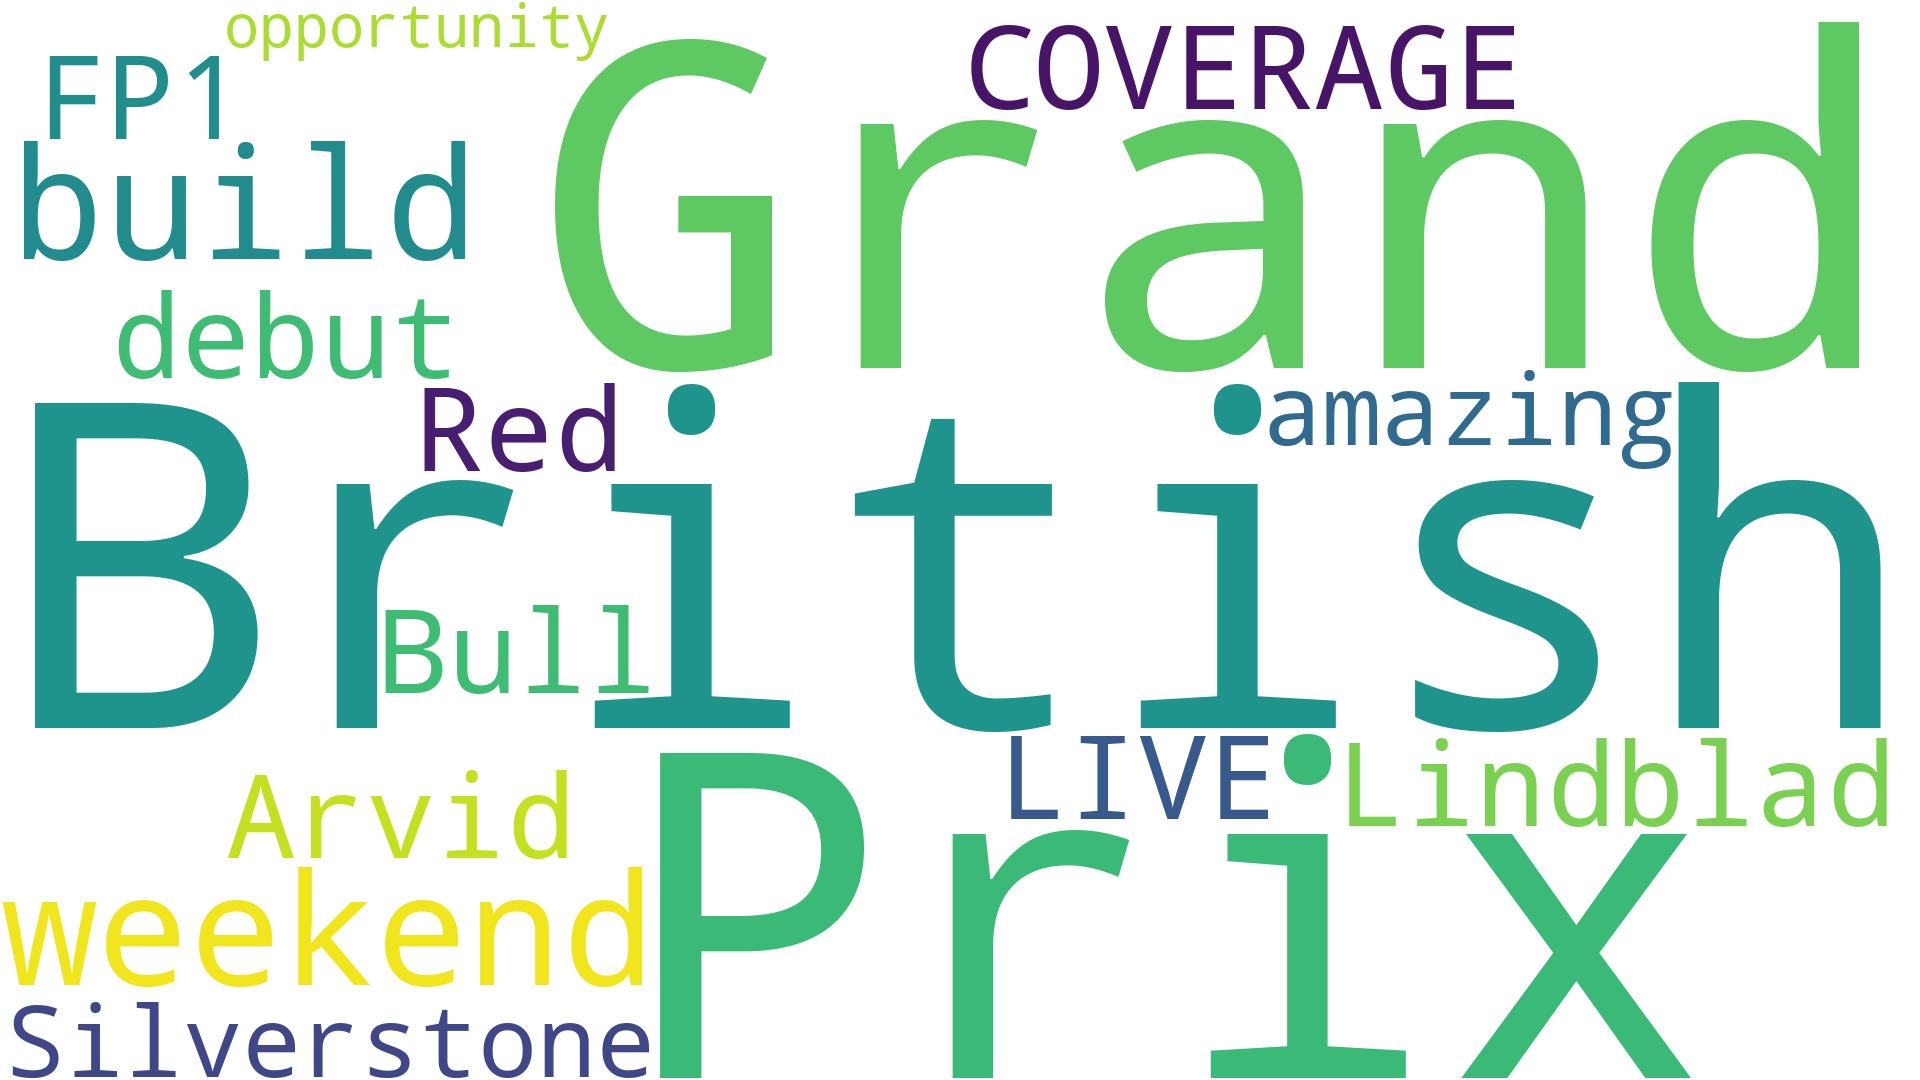 opportunity
COVERAGE
FP1
Grand
build
debut
Red
amazing
British
Bull
LIVE
Lindblad
Arvid
Prix
weekend
Silverstone